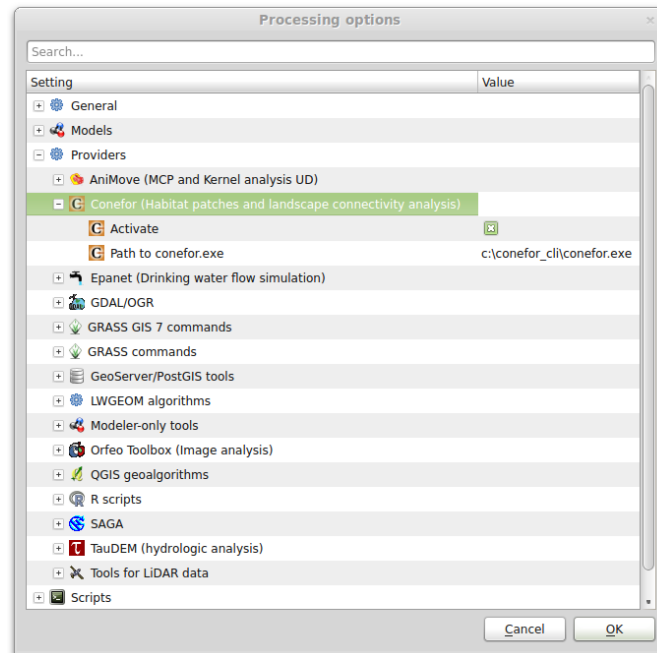 Processing options
Search...
Setting Value
General
Models
Providers
AniMove (MCP and Kernel analysis UD)
Conefor (Habitat patches and landscape connectivity analysis)
Activate
Path to conefor.exe c:\conefor_cli\conefor.exe
Epanet (Drinking water flow simulation)
GDAL/OGR
GRASS GIS 7 commands
GRASS commands
GeoServer/PostGIS tools
LWGEOM algorithms
Modeler-only tools
Orfeo Toolbox (Image analysis)
QGIS geoalgorithms
R scripts
SAGA
TauDEM (hydrologic analysis)
Tools for LiDAR data
Scripts
Cancel OK